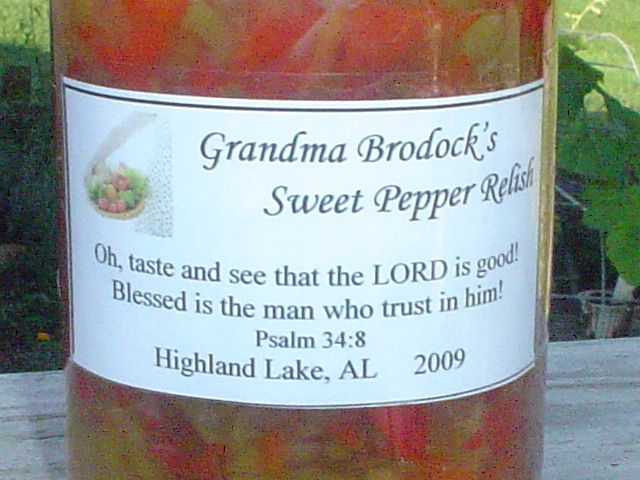 Grandma Brodock's
Sweet Pepper Relish
Oh, taste and see that the LORD is good!
Blessed is the man who trust in him!
Psalm 34:8
Highland Lake, AL 2009